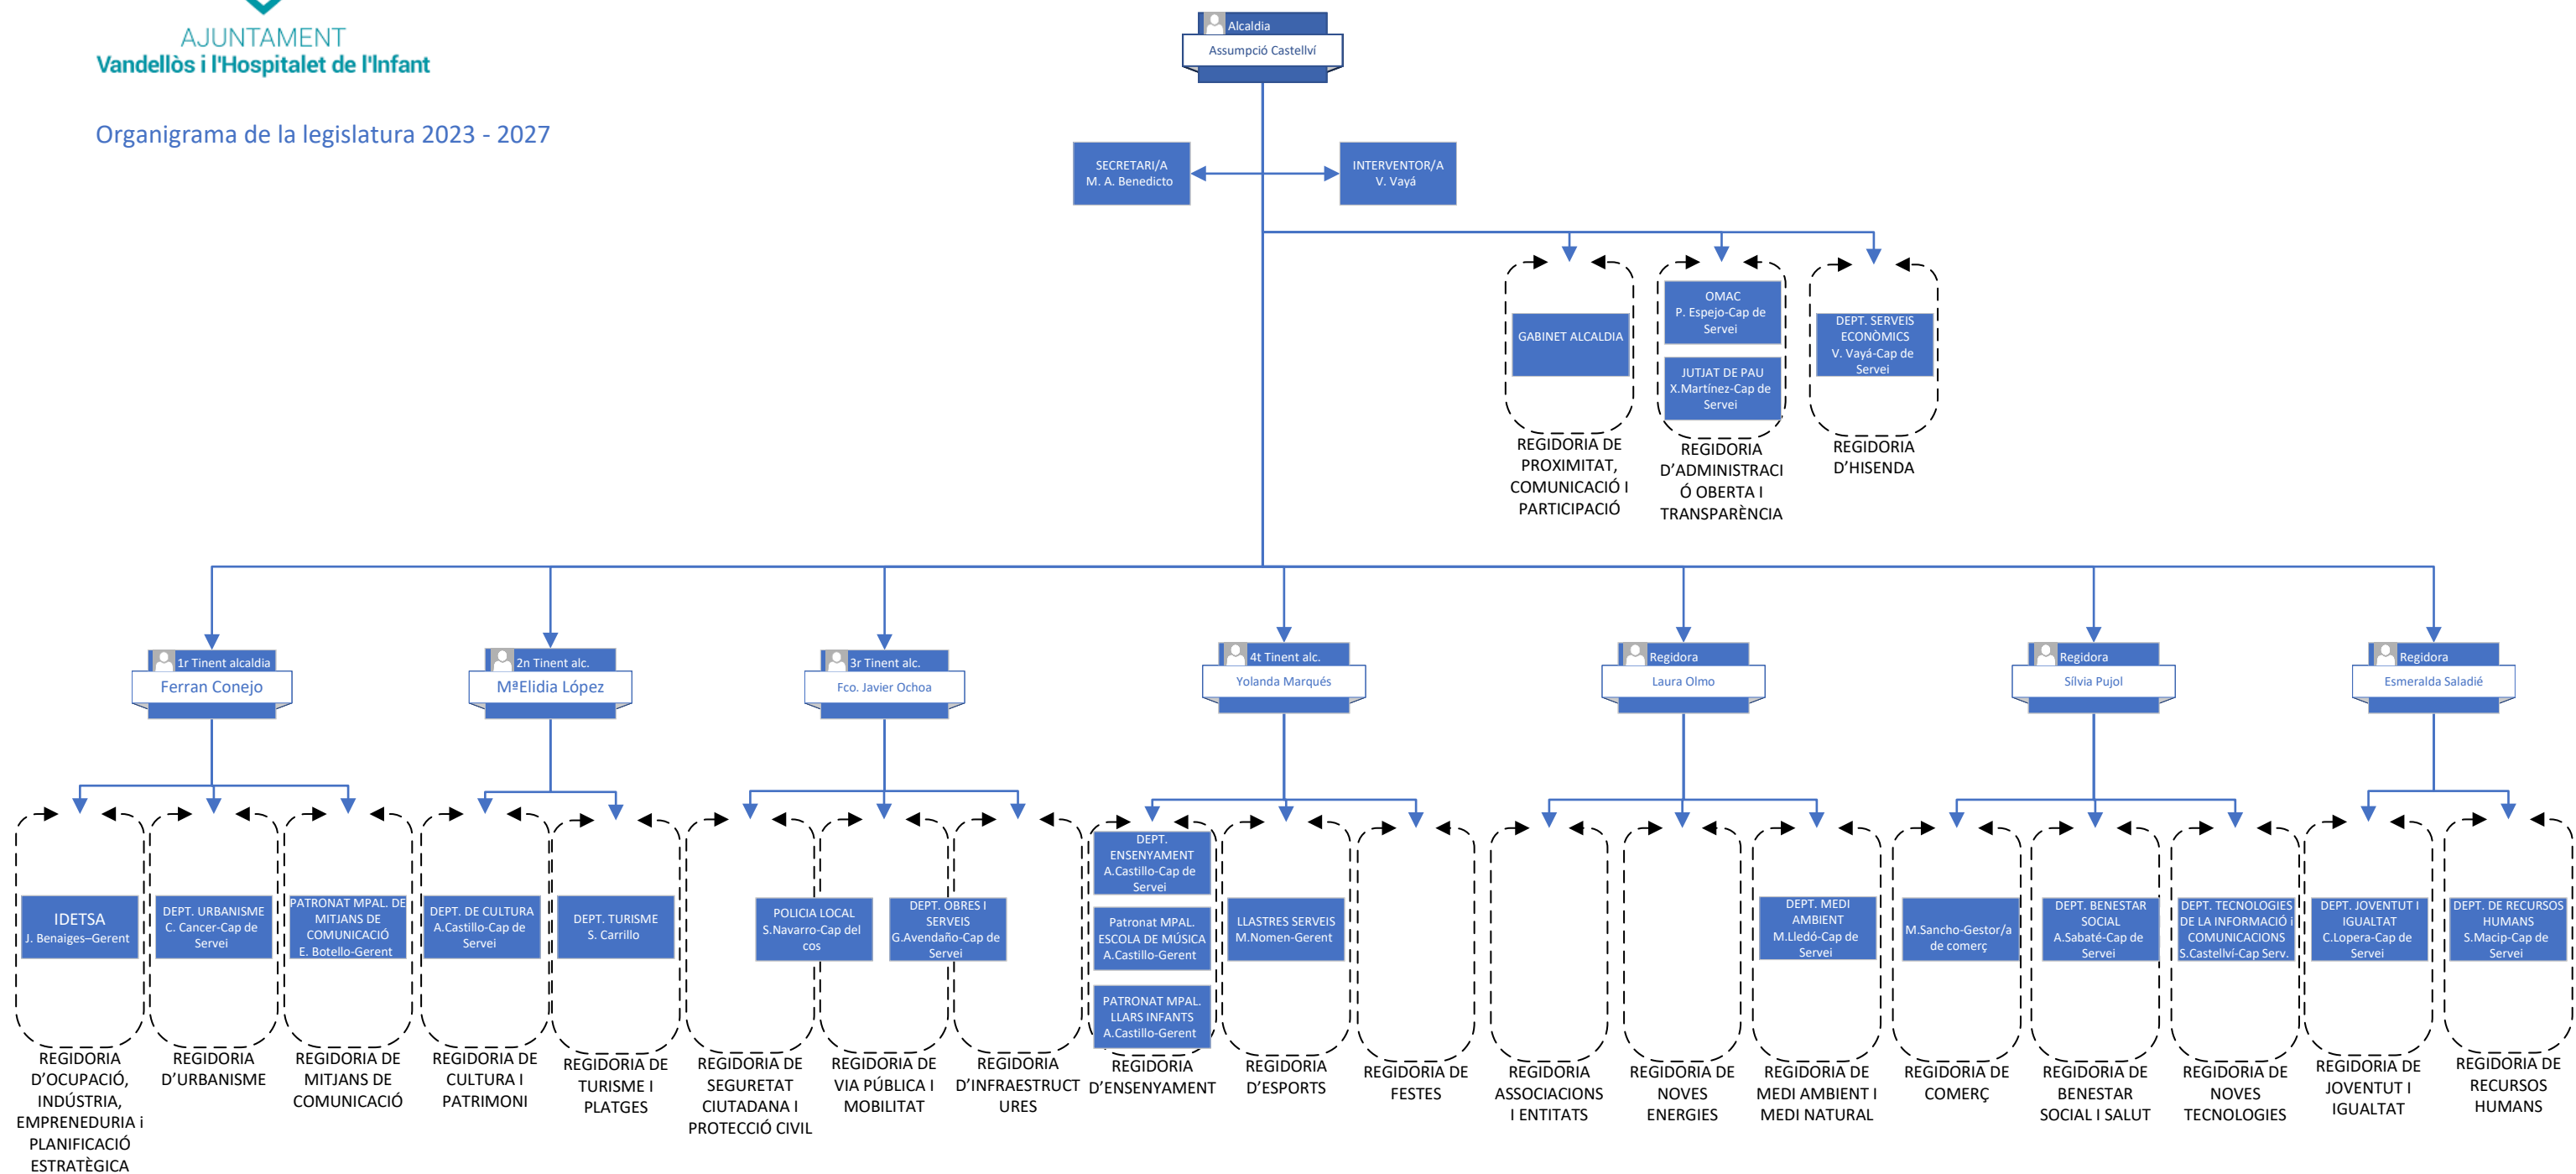 AJUNTAMENT
Vandellòs i l'Hospitalet de l'Infant
Organigrama de la legislatura 2023 - 2027
Alcaldia
Assumpció Castellví
SECRETARI/A
M. A. Benedicto
INTERVENTOR/A
V. Vayá
GABINET ALCALDIA
REGIDORIA DE
PROXIMITAT,
COMUNICACIÓ I
PARTICIPACIÓ
OMAC
P. Espejo-Cap de
Servei
JUTJAT DE PAU
X.Martínez-Cap de
Servei
REGIDORIA
D'ADMINISTRACI
Ó OBERTA I
TRANSPARÈNCIA
DEPT. SERVEIS
ECONÒMICS
V. Vayá-Cap de
Servei
REGIDORIA
D'HISENDA
1r Tinent alcaldia
Ferran Conejo
2n Tinent alc.
MªElidia López
3r Tinent alc.
Fco. Javier Ochoa
4t Tinent alc.
Yolanda Marqués
Regidora
Laura Olmo
Regidora
Sílvia Pujol
Regidora
Esmeralda Saladié
IDETSA
J. Benaiges–Gerent
REGIDORIA
D'OCUPACIÓ,
INDÚSTRIA,
EMPRENEDURIA i
PLANIFICACIÓ
ESTRATÈGICA
DEPT. URBANISME
C. Cancer-Cap de
Servei
REGIDORIA
D'URBANISME
PATRONAT MPAL. DE
MITJANS DE
COMUNICACIÓ
E. Botello-Gerent
REGIDORIA DE
MITJANS DE
COMUNICACIÓ
DEPT. DE CULTURA
A.Castillo-Cap de
Servei
REGIDORIA DE
CULTURA I
PATRIMONI
DEPT. TURISME
S. Carrillo
REGIDORIA DE
TURISME I
PLATGES
POLICIA LOCAL
S.Navarro-Cap del
cos
REGIDORIA DE
SEGURETAT
CIUTADANA I
PROTECCIÓ CIVIL
REGIDORIA DE
VIA PÚBLICA I
MOBILITAT
DEPT. OBRES I
SERVEIS
G.Avendaño-Cap de
Servei
REGIDORIA
D'INFRAESTRUCT
URES
DEPT.
ENSENYAMENT
A.Castillo-Cap de
Servei
Patronat MPAL.
ESCOLA DE MÚSICA
A.Castillo-Gerent
PATRONAT MPAL.
LLARS INFANTS
A.Castillo-Gerent
REGIDORIA
D'ENSENYAMENT
LLASTRES SERVEIS
M.Nomen-Gerent
REGIDORIA
D'ESPORTS
REGIDORIA DE
FESTES
REGIDORIA
ASSOCIACIONS
I ENTITATS
REGIDORIA DE
NOVES
ENERGIES
DEPT. MEDI
AMBIENT
M.Lledó-Cap de
Servei
REGIDORIA DE
MEDI AMBIENT I
MEDI NATURAL
M.Sancho-Gestor/a
de comerç
REGIDORIA DE
COMERÇ
DEPT. BENESTAR
SOCIAL
A.Sabaté-Cap de
Servei
REGIDORIA DE
BENESTAR
SOCIAL I SALUT
DEPT. TECNOLOGIES
DE LA INFORMACIÓ i
COMUNICACIONS
S.Castellví-Cap Serv.
REGIDORIA DE
NOVES
TECNOLOGIES
DEPT. JOVENTUT I
IGUALTAT
C.Lopera-Cap de
Servei
REGIDORIA DE
JOVENTUT I
IGUALTAT
DEPT. DE RECURSOS
HUMANS
S.Macip-Cap de
Servei
REGIDORIA DE
RECURSOS
HUMANS